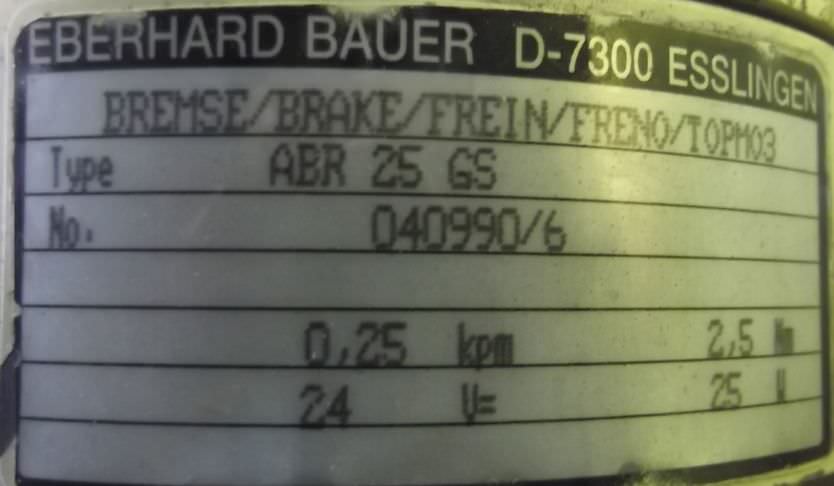 EBERHARD BAUER D-7300 ESSLINGEN
BREMSE/BRAKE/FREIN/FRENO/TOPMO3
Type ABR 25 GS
No. 040990/6
0,25 kpm 2,5 Nm
24 V= 25 W